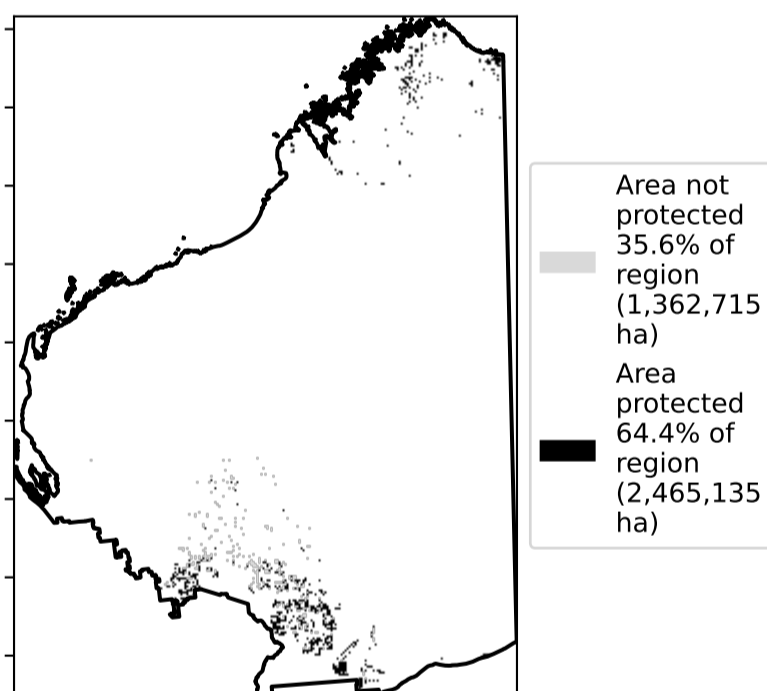 Area not
protected
35.6% of
region
(1,362,715
ha)
Area
protected
64.4% of
region
(2,465,135
ha)